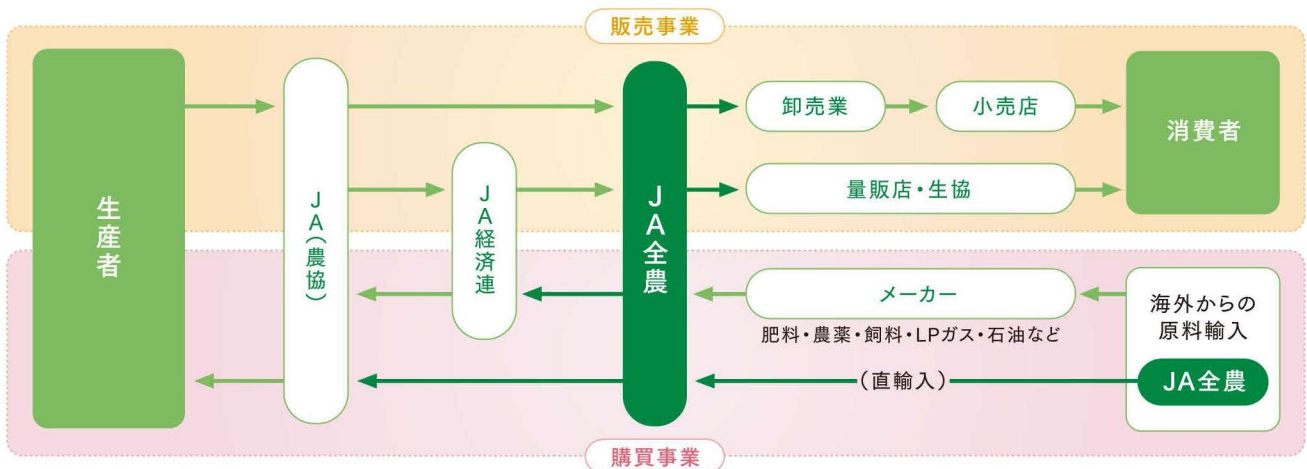 販売事業
生産者
JA(農協)
JA経済連
JA全農
卸売業
小売店
消費者
量販店・生協
メーカー
肥料・農薬・飼料・LPガス・石油など
海外からの
原料輸入
(直輸入)
JA全農
購買事業